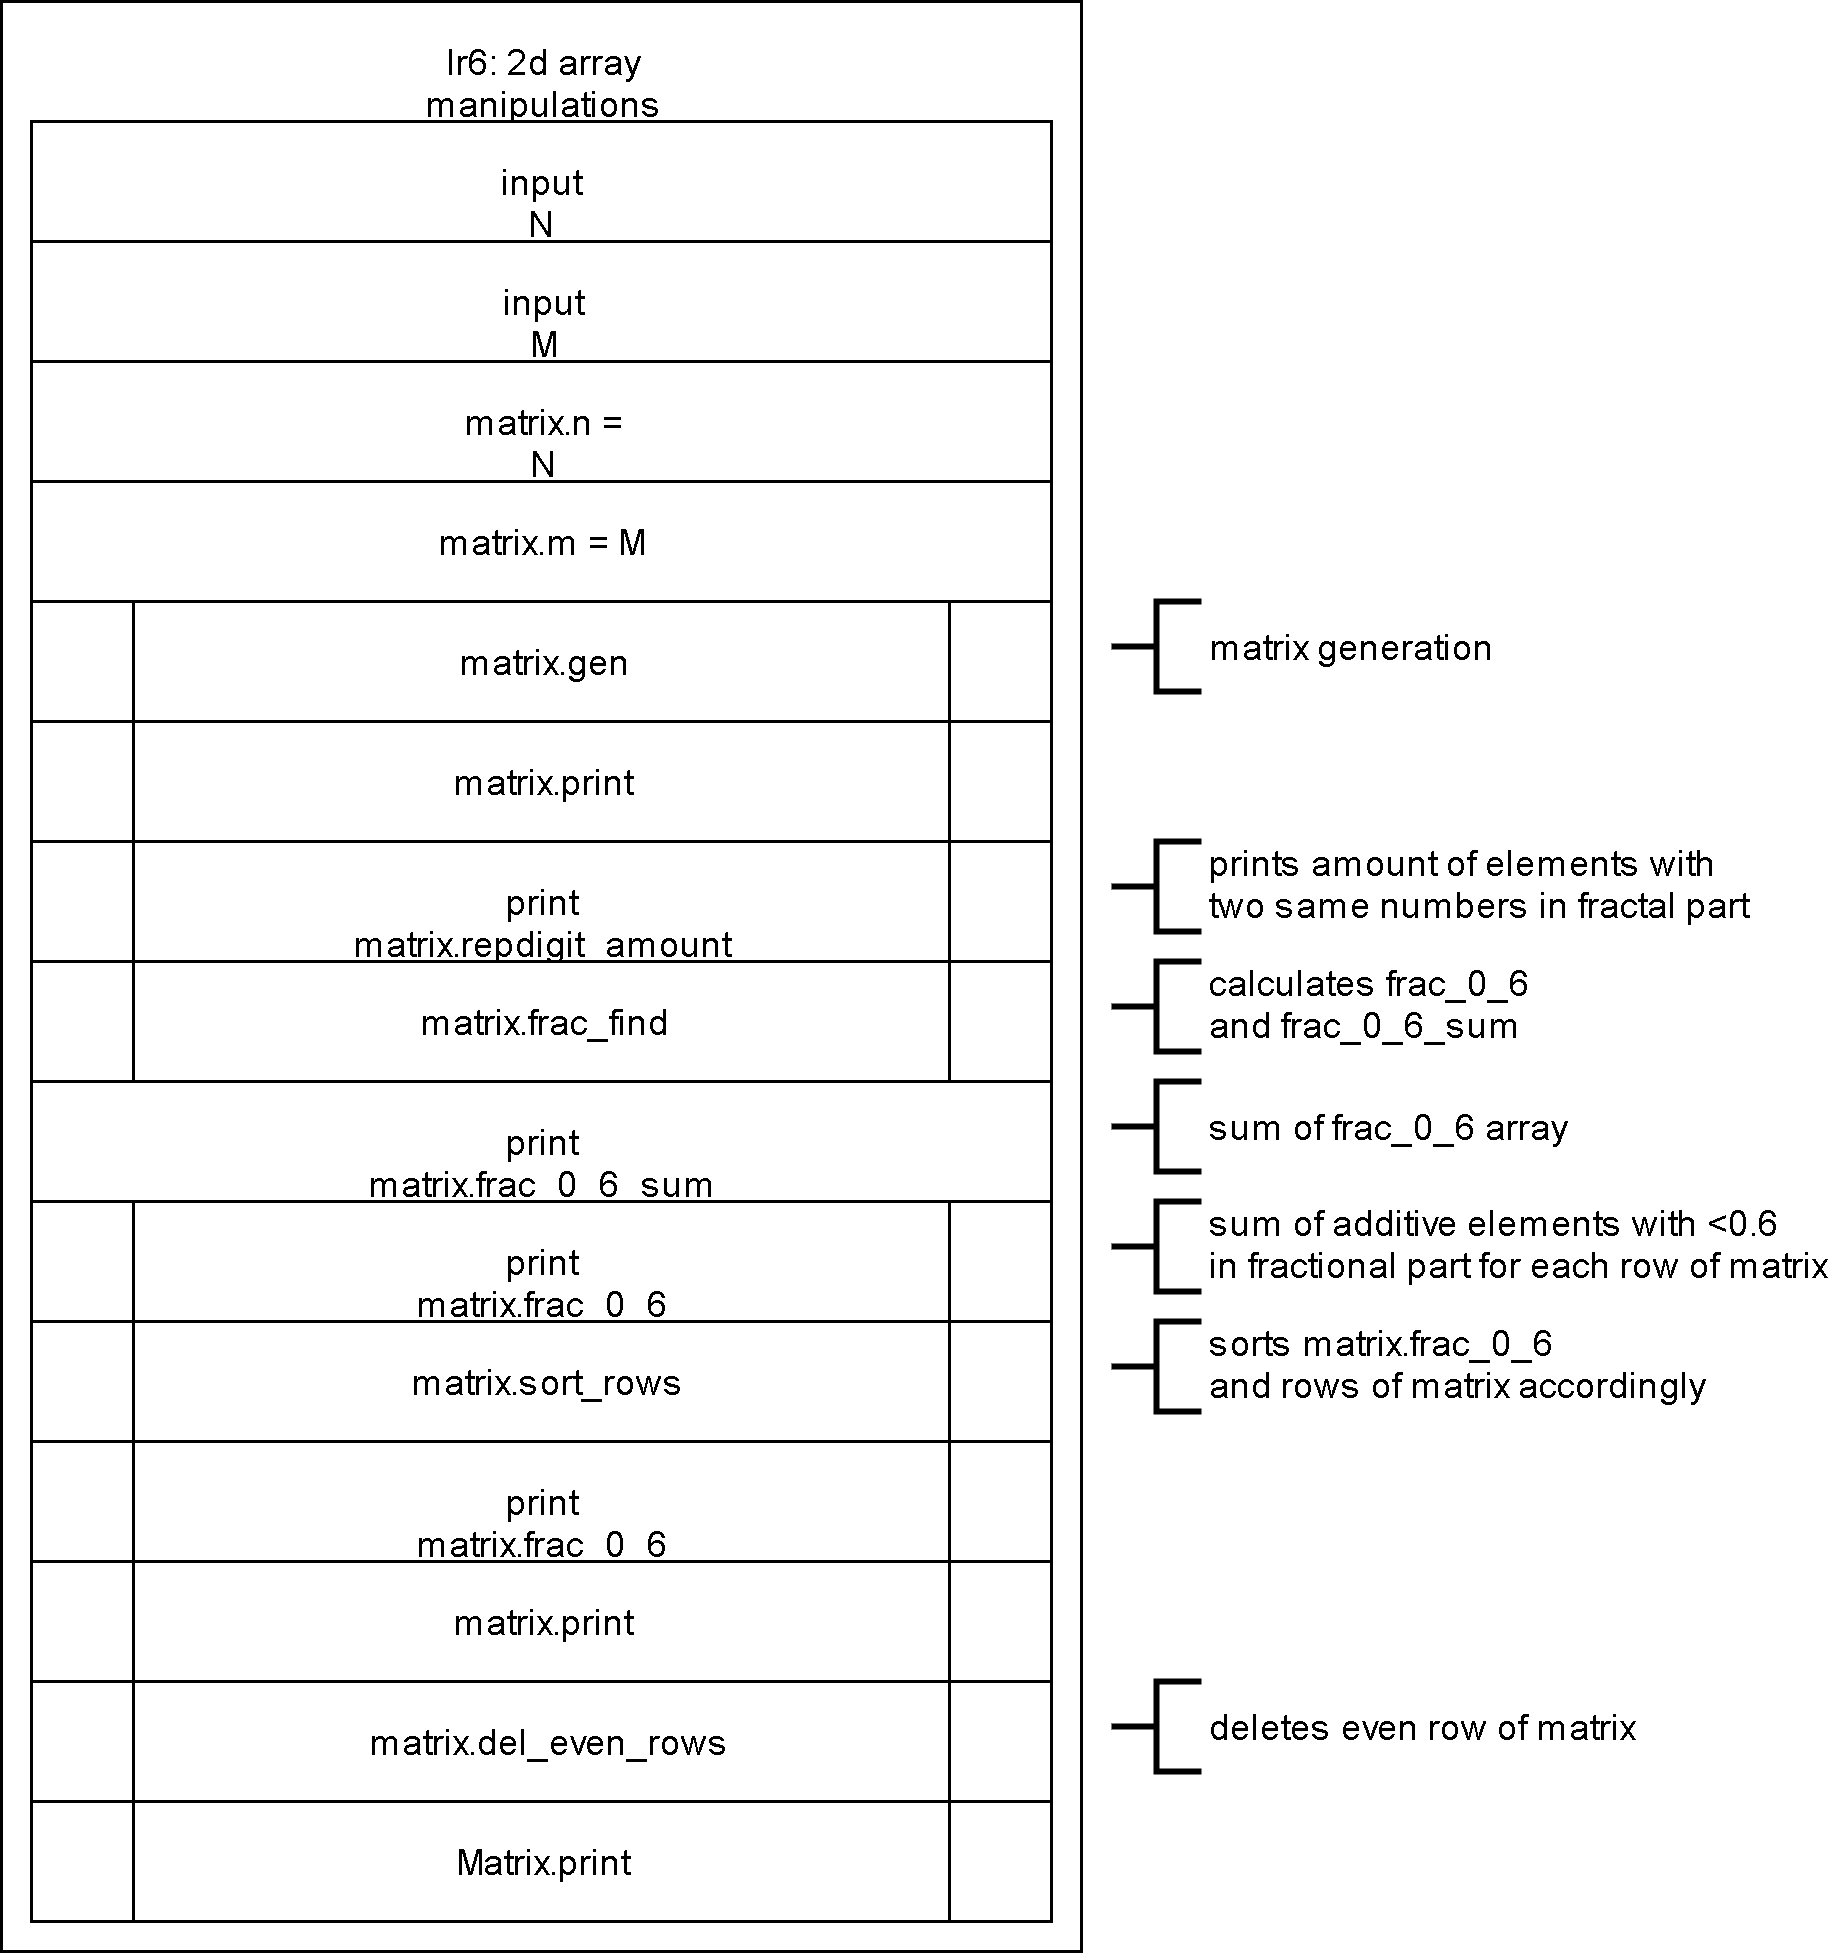 lr6: 2d array
manipulations
input
N
input
M
matrix.n =
N
matrix.m = M
matrix.gen
matrix generation
matrix.print
print
matrix.repdigit_amount
prints amount of elements with
two same numbers in fractal part
matrix.frac_find
calculates frac_0_6
and frac_0_6_sum
print
matrix.frac_0_6_sum
sum of frac_0_6 array
print
matrix.frac_0_6
sum of additive elements with <0.6
in fractional part for each row of matrix
matrix.sort_rows
sorts matrix.frac_0_6
and rows of matrix accordingly
print
matrix.frac_0_6
matrix.print
matrix.del_even_rows
deletes even row of matrix
Matrix.print